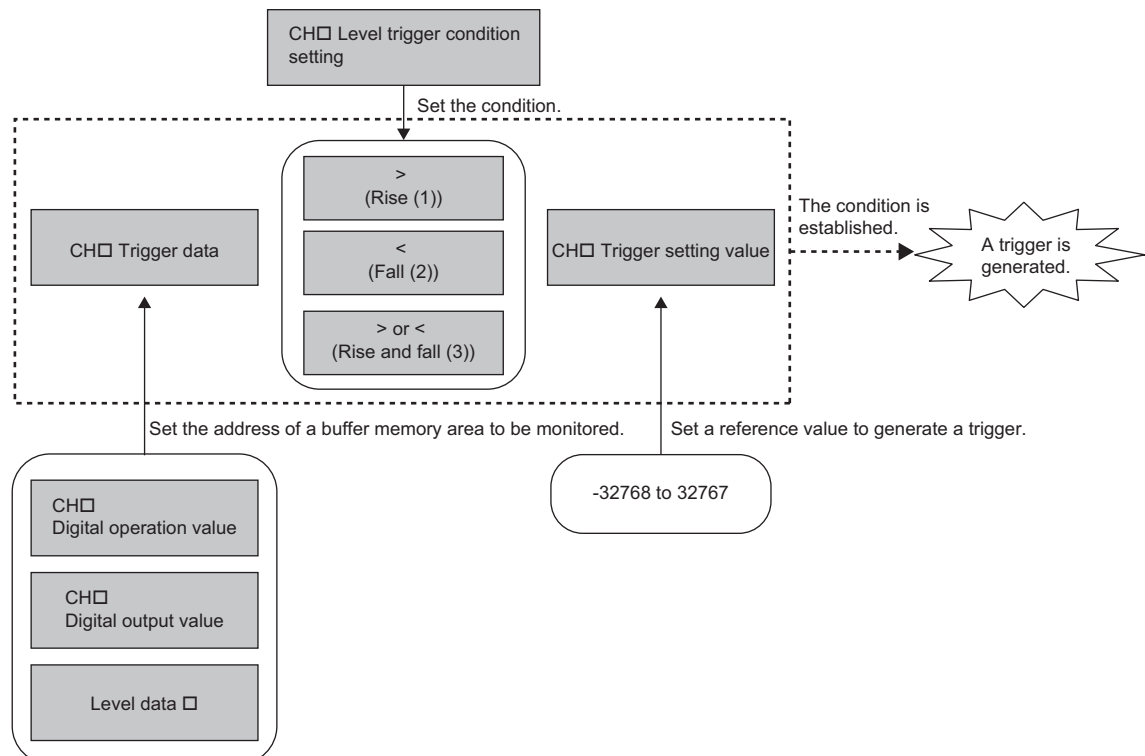 CH□ Level trigger condition
setting
Set the condition.
>
(Rise (1))
CH□ Trigger data
<
(Fall (2))
CH□ Trigger setting value
The condition is
established.
A trigger is
generated.
> or <
(Rise and fall (3))
Set the address of a buffer memory area to be monitored.
Set a reference value to generate a trigger.
CH□
Digital operation value
-32768 to 32767
CH□
Digital output value
Level data □